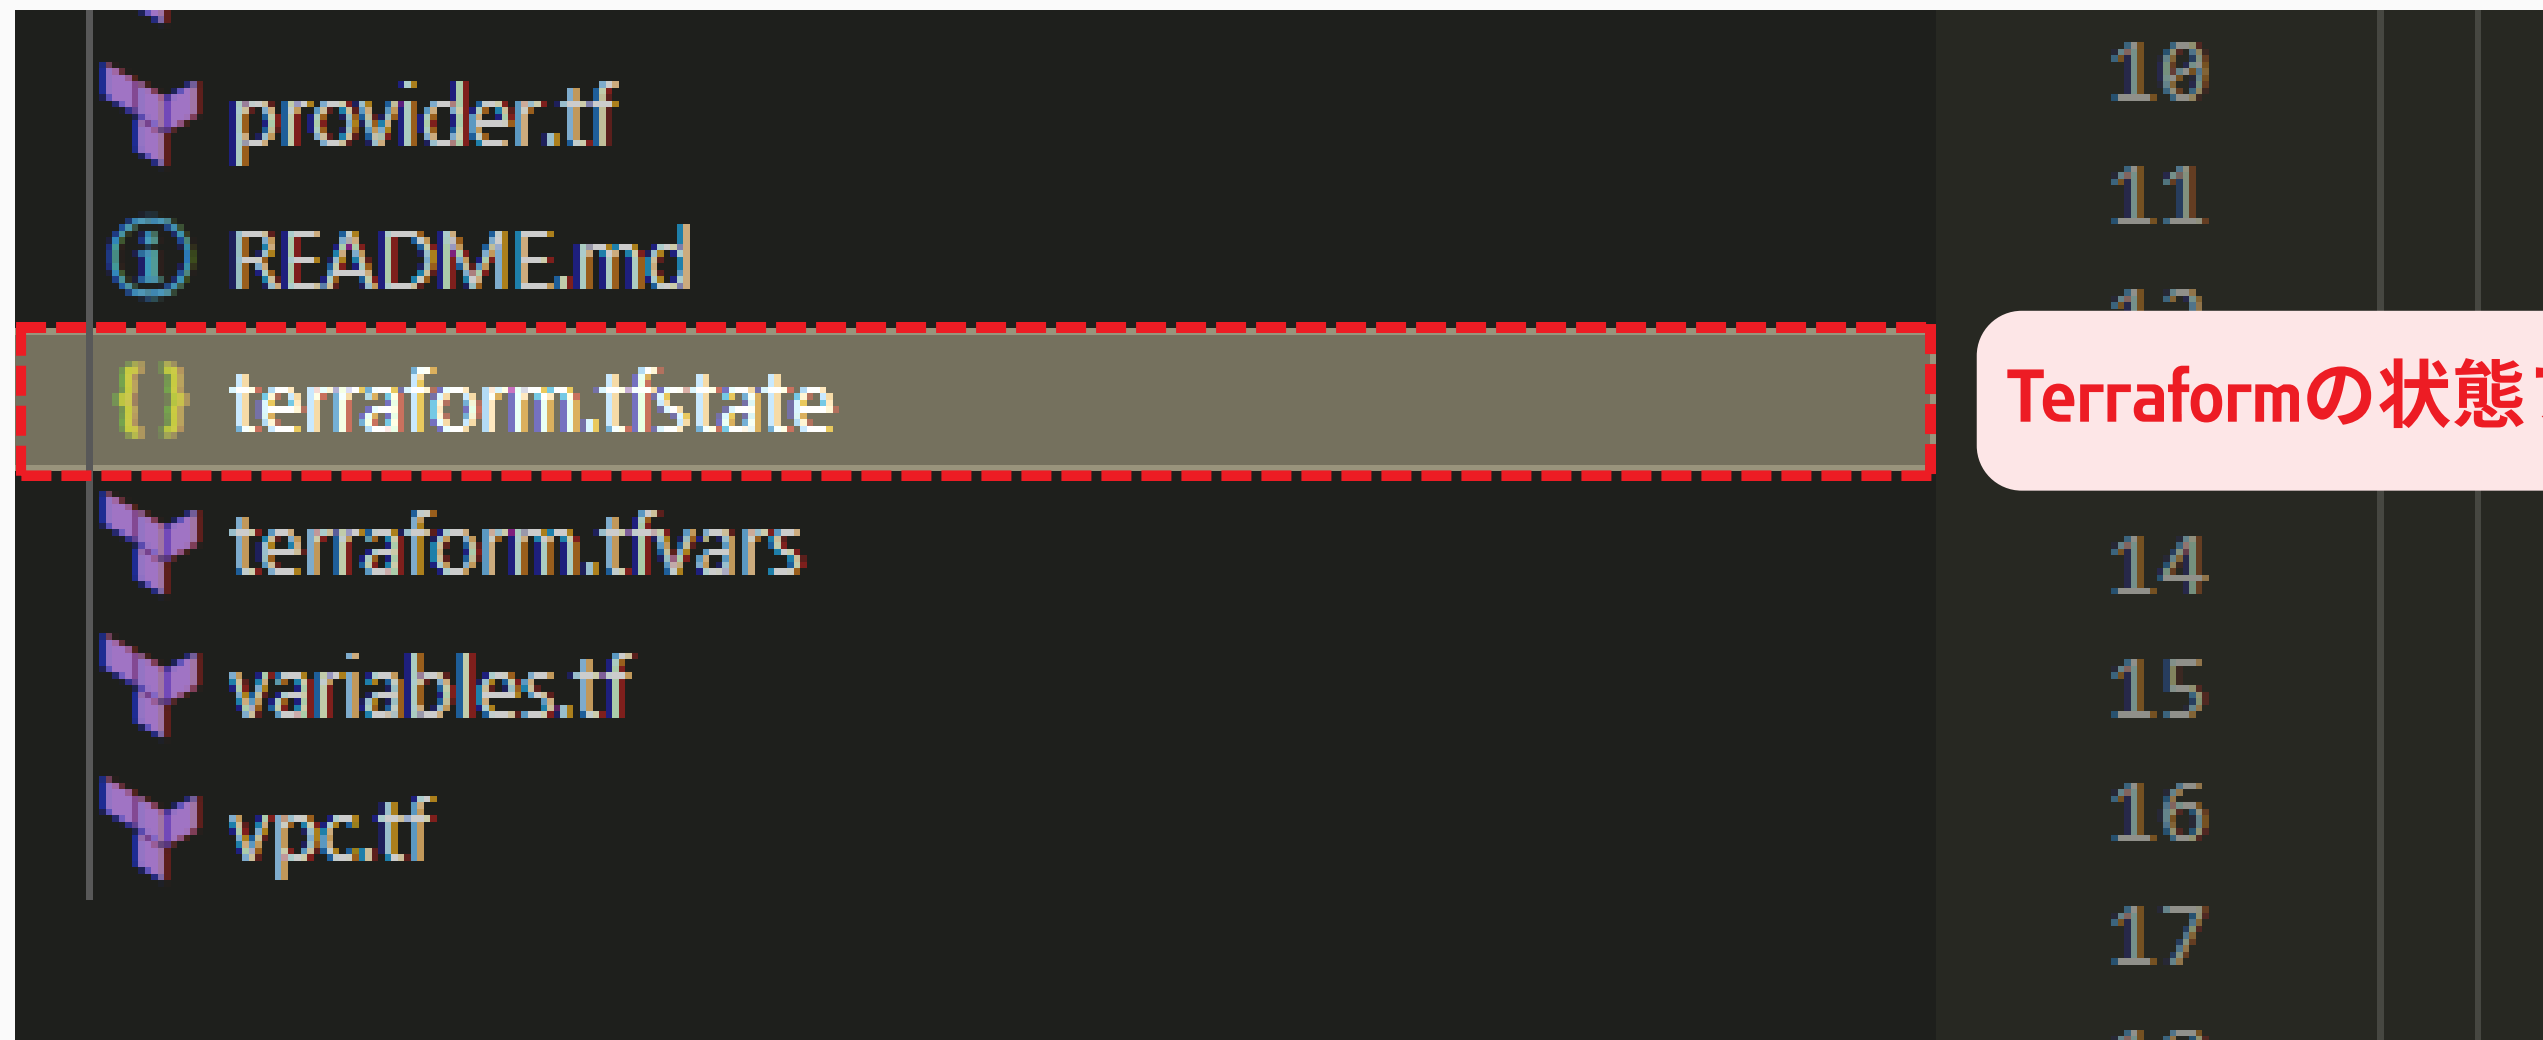 provider.tf
README.md
terraform.tfstate
terraform.tfvars
variables.tf
vpc.tf
10
11
Terraformの状態
14
15
16
17